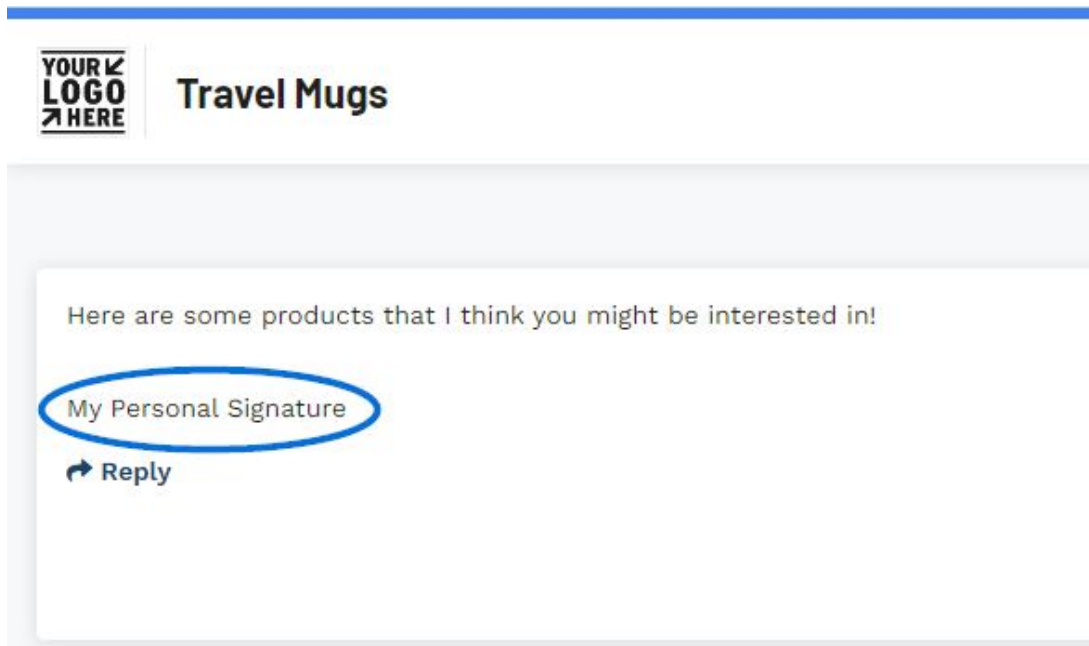 YOUR
LOGO
HERE
Travel Mugs
Here are some products that I think you might be interested in!
My Personal Signature
Reply